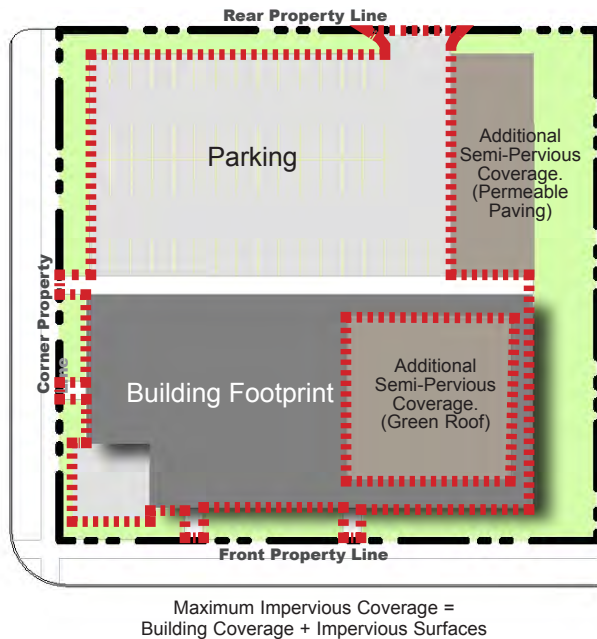 Rear Property Line
Parking
Additional
Semi-Pervious
Coverage.
(Permeable
Paving)
Corner Property
Line
Building Footprint
Additional
Semi-Pervious
Coverage.
(Green Roof)
Front Property Line
Maximum Impervious Coverage =
Building Coverage + Impervious Surfaces